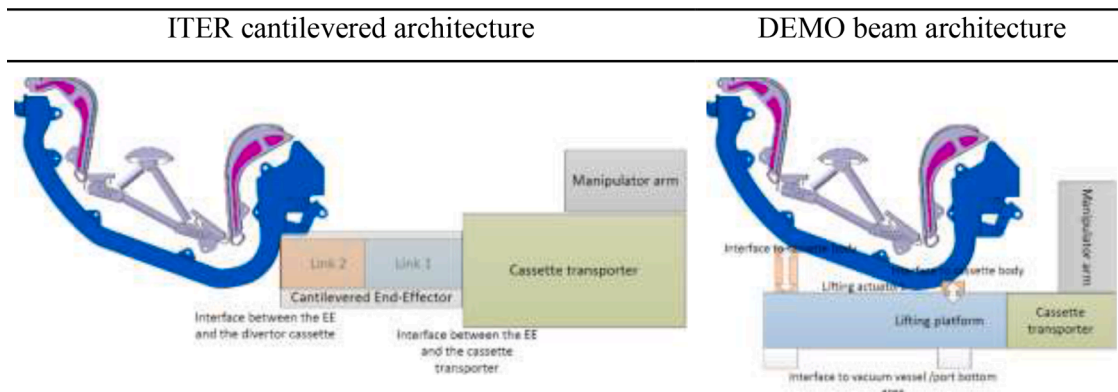 ITER cantilevered architecture
DEMO beam architecture
Manipulator arm
Link 2
Link 1
Cassette transporter
Cantilevered End-Effector
Interface between the EE
and the divertor cassette
Interface between the EE
and the cassette
transporter
Manipulator
arm
Interface to cassette body
Interface to cassette body
Lifting
Lifting platform
Cassette
transporter
Interface to vacuum vessel /port bottom